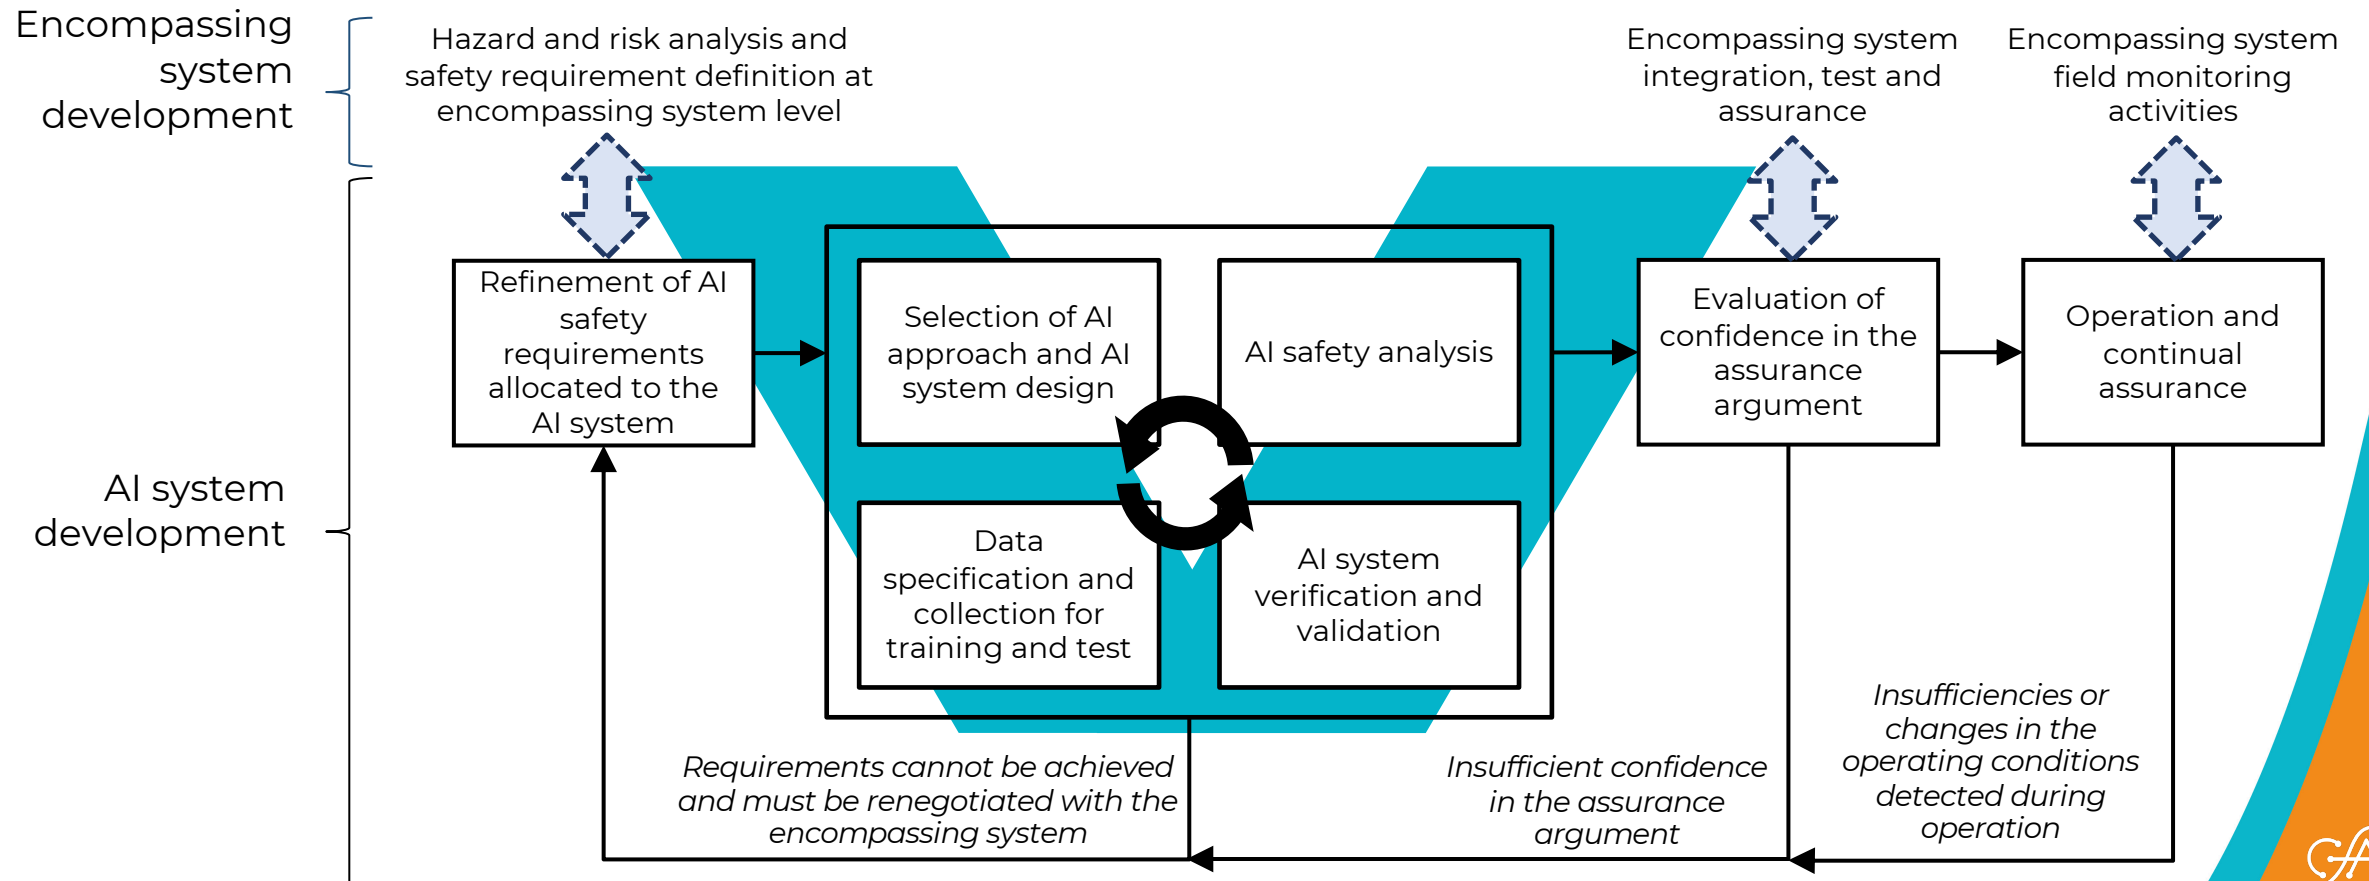 Encompassing
system
development
Hazard and risk analysis and
safety requirement definition at
encompassing system level
Encompassing system
integration, test and
assurance
Encompassing system
field monitoring
activities
AI system
development
Refinement of AI
safety
requirements
allocated to the
AI system
Selection of AI
approach and AI
system design
AI safety analysis
Data
specification and
collection for
training and test
AI system
verification and
validation
Evaluation of
confidence in the
assurance
argument
Operation and
continual
assurance
Requirements cannot be achieved
and must be renegotiated with the
encompassing system
Insufficient confidence
in the assurance
argument
Insufficiencies or
changes in the
operating conditions
detected during
operation